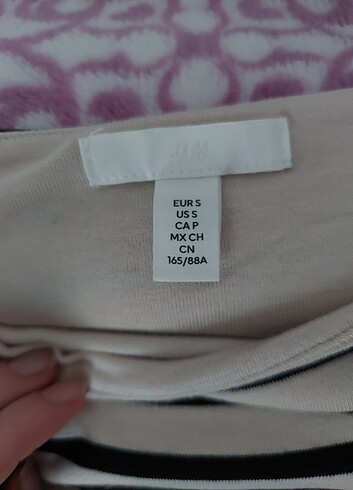 H&M
EUR S
US S
CA P
MX CH
CN
165/88A